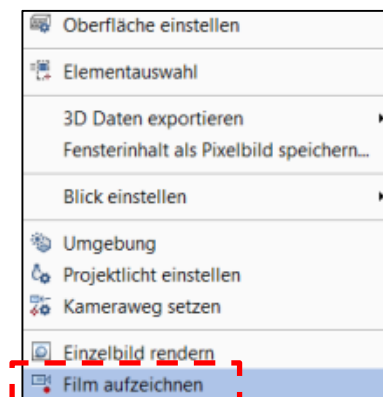 Oberfläche einstellen
Elementauswahl
3D Daten exportieren
Fensterinhalt als Pixelbild speichern...
Blick einstellen
Umgebung
Projektlicht einstellen
Kameraweg setzen
Einzelbild rendern
Film aufzeichnen